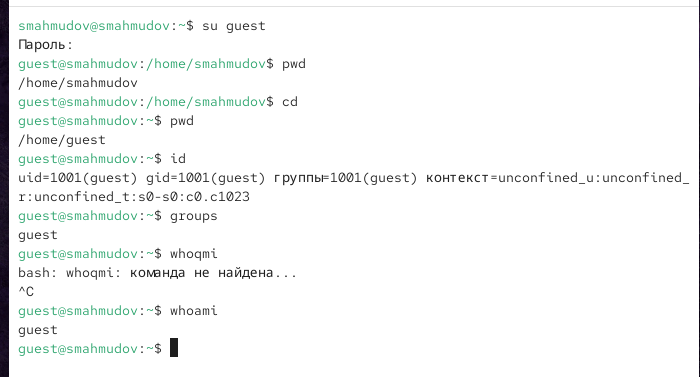 smahmudov@smahmudov:~$ su guest
Пароль:
guest@smahmudov:/home/smahmudov$ pwd
/home/smahmudov
guest@smahmudov:/home/smahmudov$ cd
guest@smahmudov:~$ pwd
/home/guest
guest@smahmudov:~$ id
uid=1001(guest) gid=1001(guest) группы=1001(guest) контекст=unconfined_u:unconfined_
r:unconfined_t:s0-s0:c0.c1023
guest@smahmudov:~$ groups
guest
guest@smahmudov:~$ whoqmi
bash: whoqmi: команда не найдена...
^C
guest@smahmudov:~$ whoami
guest
guest@smahmudov:~$